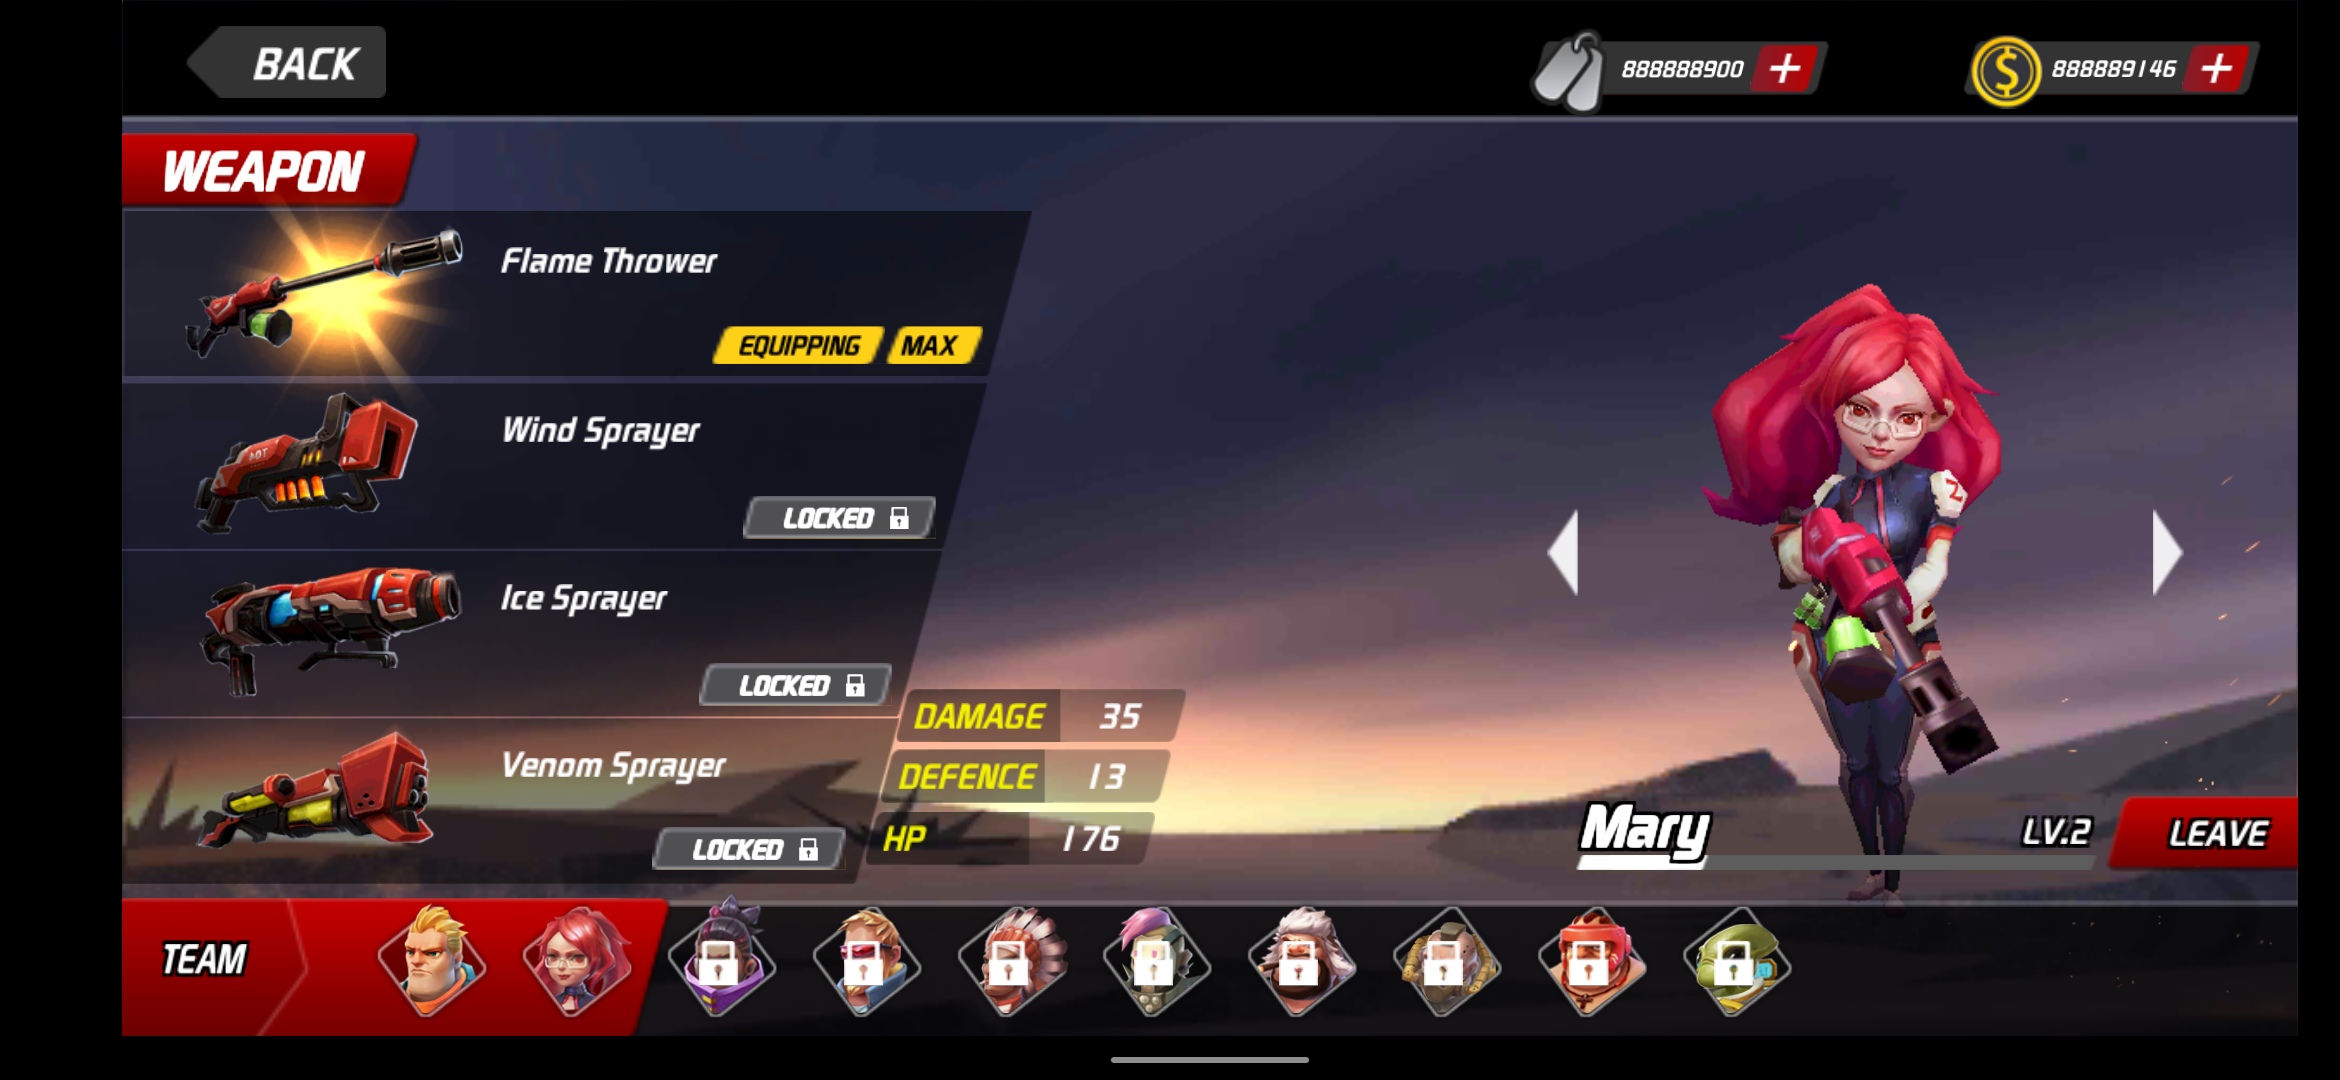 BACK
888888900
888889146
WEAPON
Flame Thrower
EQUIPPING MAX
Wind Sprayer
LOCKED
Ice Sprayer
LOCKED
DAMAGE 35
Venom Sprayer
DEFENCE 13
LOCKED
HP 176
Mary
LV.2
LEAVE
TEAM